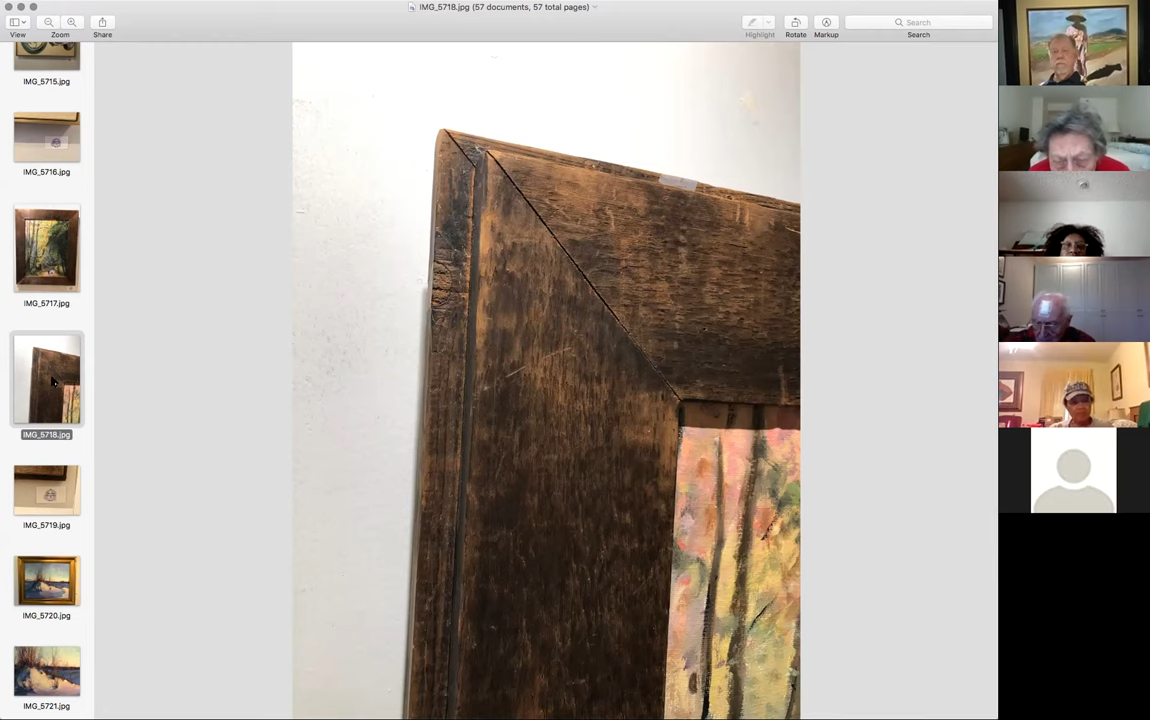 IMG_5718.jpg (57 documents, 57 total pages)
View
Zoom
Share
Highlight
Rotate
Markup
Search
Search
IMG_5715.jpg
IMG_5716.jpg
IMG_5717.jpg
IMG_5718.jpg
IMG_5719.jpg
IMG_5720.jpg
IMG_5721.jpg